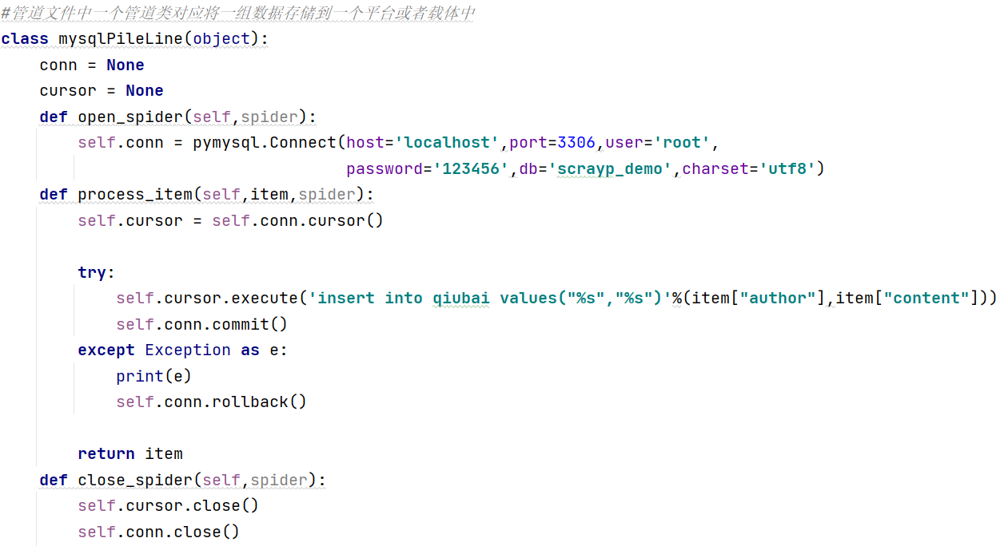 #管道文件中一个管道类对应将一组数据存储到一个平台或者载体中
class mysqlPileLine(object):
    conn = None
    cursor = None
    def open_spider(self,spider):
        self.conn = pymysql.Connect(host='localhost',port=3306,user='root',
                                    password='123456',db='scrayp_demo',charset='utf8')
    def process_item(self,item,spider):
        self.cursor = self.conn.cursor()

        try:
            self.cursor.execute('insert into qiubai values("%s","%s")'%(item["author"],item["content"]))
            self.conn.commit()
        except Exception as e:
            print(e)
            self.conn.rollback()

        return item
    def close_spider(self,spider):
        self.cursor.close()
        self.conn.close()